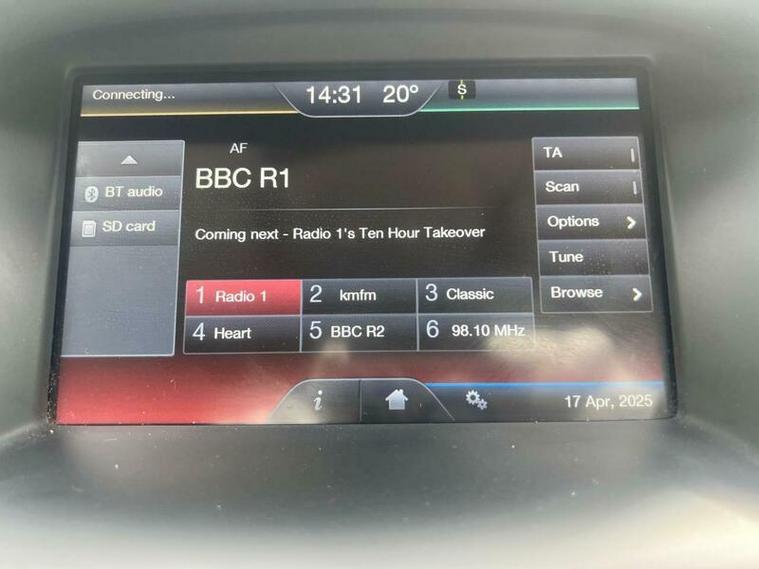 Connecting...
14:31 20° S
AF
BBC R1
BT audio
SD card
Coming next - Radio 1's Ten Hour Takeover
TA
Scan
Options
Tune
Browse
1 Radio 1
2 kmfm
3 Classic
4 Heart
5 BBC R2
6 98.10 MHz
i
17 Apr, 2025